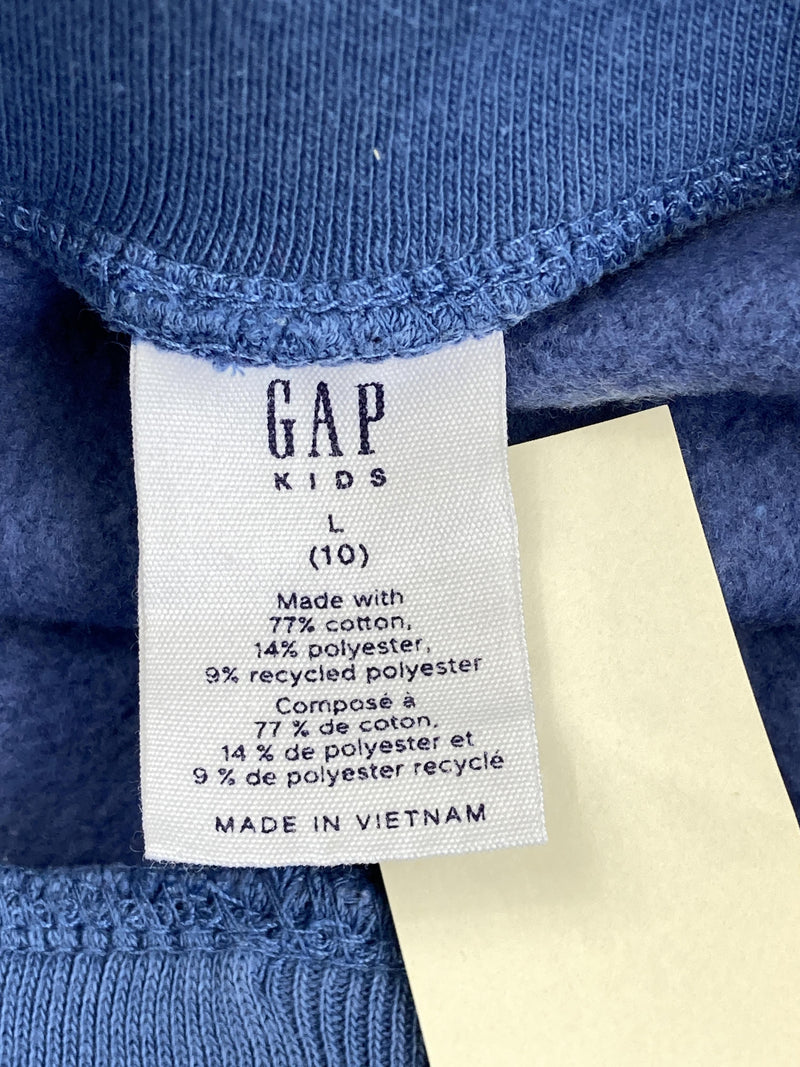 GAP
KIDS
L
(10)
Made with
77% cotton,
14% polyester,
9% recycled polyester
Composé à
77 % de coton,
14 % de polyester et
9 % de polyester recyclé
MADE IN VIETNAM